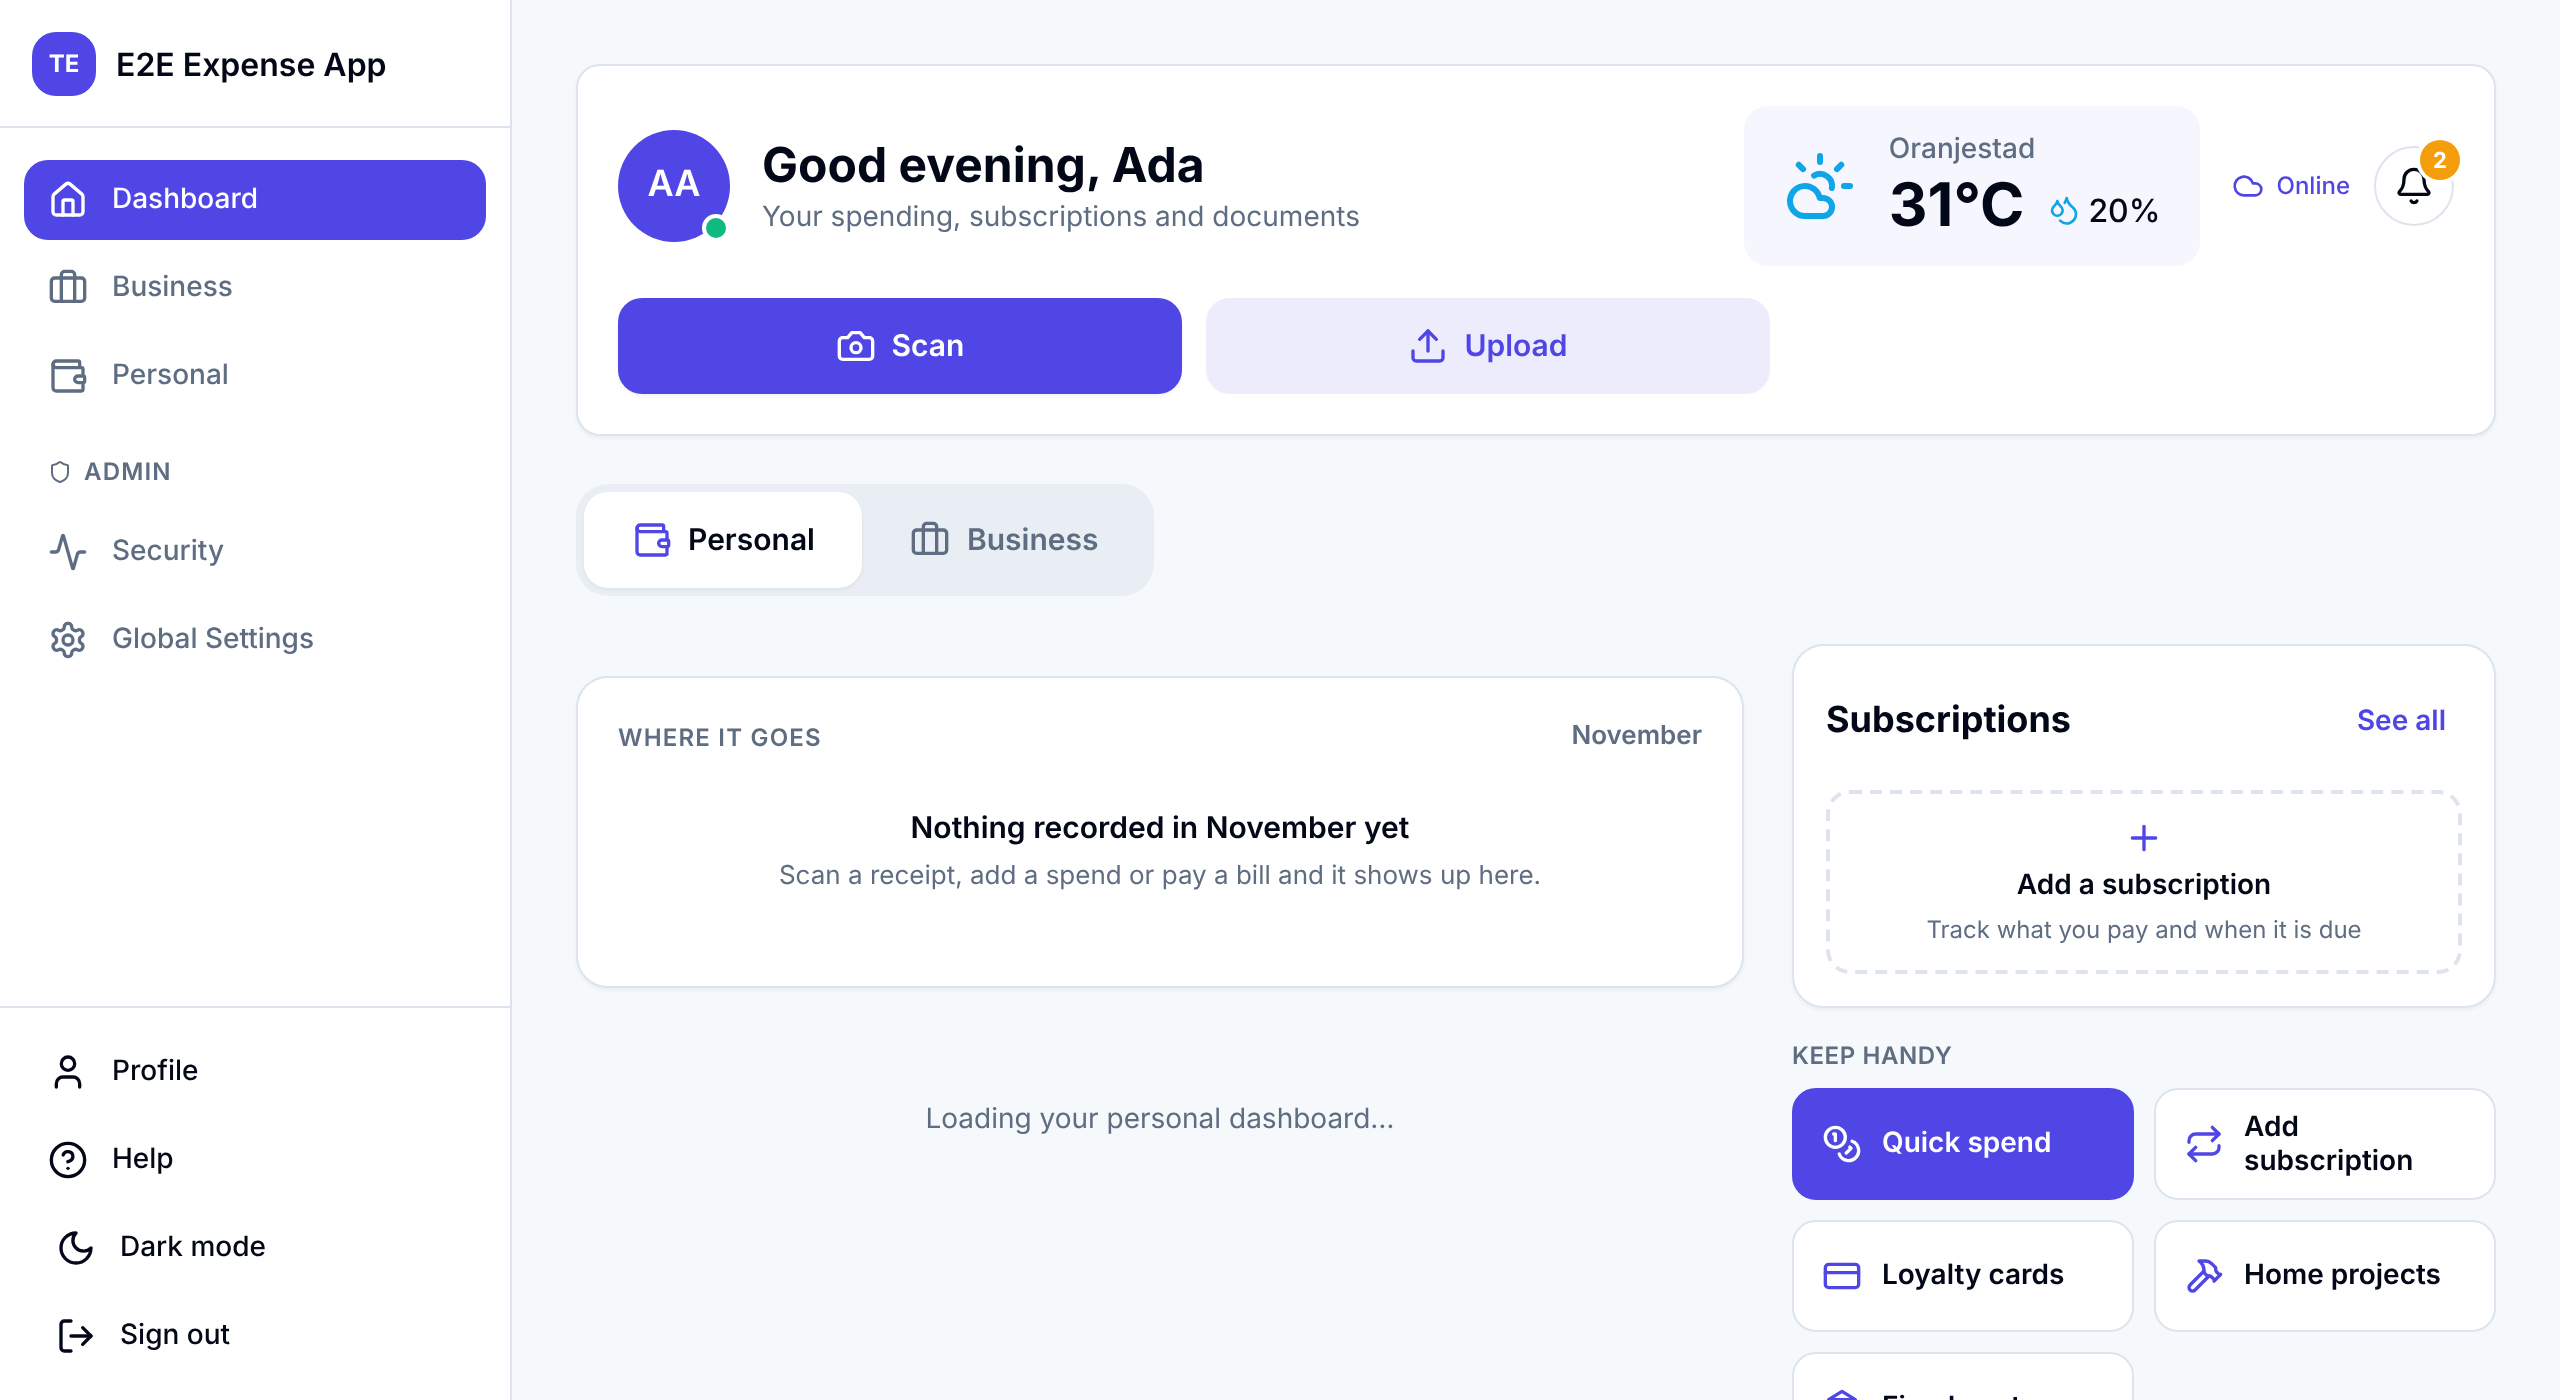 TE
E2E Expense App
Dashboard
Business
Personal
ADMIN
Security
Global Settings
Profile
Help
Dark mode
Sign out
AA
Good evening, Ada
Your spending, subscriptions and documents
Oranjestad
31°C
20%
Online
2
Scan
Upload
Personal
Business
WHERE IT GOES
November
Nothing recorded in November yet
Scan a receipt, add a spend or pay a bill and it shows up here.
Loading your personal dashboard...
Subscriptions
See all
Add a subscription
Track what you pay and when it is due
KEEP HANDY
Quick spend
Add
subscription
Loyalty cards
Home projects